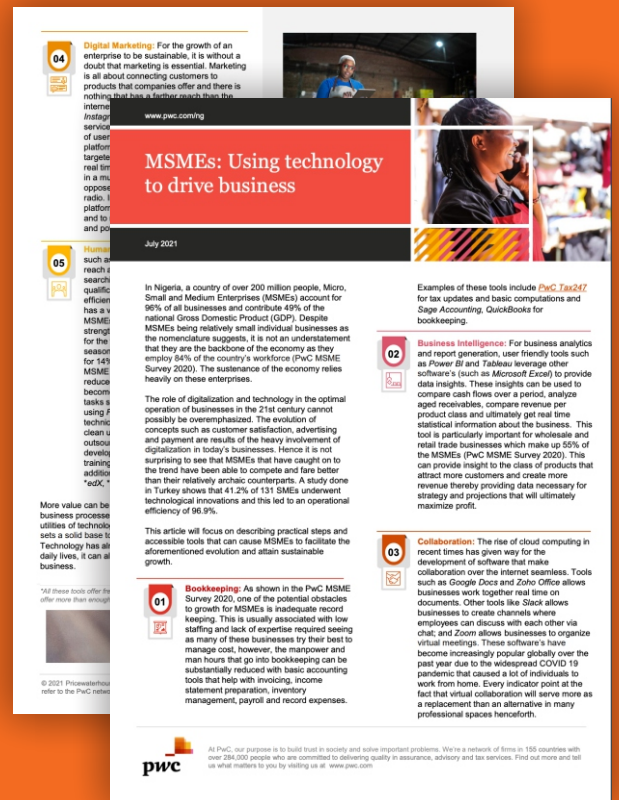 04
Digital Marketing: For the growth of an
enterprise to be sustainable, it is without a
doubt that marketing is essential. Marketing
is all about connecting customers to
products that companies offer and there is
nothing that has a farther reach than the
interne
Instagr
service
of user
platfor
targete
real tim
in a mu
oppose
radio. I
platfor
and to
and po
05
Human
such as
reach a
searchi
qualific
efficien
has a v
MSMEs
strengt
for the
season
for 14%
MSME
reduce
becom
tasks s
using F
technic
clean u
outsou
develop
training
addition
*edX, *
More value can be
business processe
utilities of technolo
sets a solid base to
Technology has alr
daily lives, it can al
business.
*All these tools offer fre
offer more than enough
© 2021 Pricewaterhou
refer to the PwC netwo
www.pwc.com/ng
MSMEs: Using technology
to drive business
July 2021
In Nigeria, a country of over 200 million people, Micro,
Small and Medium Enterprises (MSMEs) account for
96% of all businesses and contribute 49% of the
national Gross Domestic Product (GDP). Despite
MSMEs being relatively small individual businesses as
the nomenclature suggests, it is not an understatement
that they are the backbone of the economy as they
employ 84% of the country's workforce (PwC MSME
Survey 2020). The sustenance of the economy relies
heavily on these enterprises.
The role of digitalization and technology in the optimal
operation of businesses in the 21st century cannot
possibly be overemphasized. The evolution of
concepts such as customer satisfaction, advertising
and payment are results of the heavy involvement of
digitalization in today's businesses. Hence it is not
surprising to see that MSMEs that have caught on to
the trend have been able to compete and fare better
than their relatively archaic counterparts. A study done
in Turkey shows that 41.2% of 131 SMEs underwent
technological innovations and this led to an operational
efficiency of 96.9%.
This article will focus on describing practical steps and
accessible tools that can cause MSMEs to facilitate the
aforementioned evolution and attain sustainable
growth.
01
Bookkeeping: As shown in the PwC MSME
Survey 2020, one of the potential obstacles
to growth for MSMEs is inadequate record
keeping. This is usually associated with low
staffing and lack of expertise required seeing
as many of these business try their best to
manage cost, however, the manpower and
man hours that go into bookkeeping can be
substantially reduced with basic accounting
tools that help with invoicing, income
statement preparation, inventory
management, payroll and record expenses.
Examples of these tools include PwC Tax247
for tax updates and basic computations and
Sage Accounting, QuickBooks for
bookkeeping.
02
Business Intelligence: For business analytics
and report generation, user friendly tools such
as Power BI and Tableau leverage other
software's (such as Microsoft Excel) to provide
data insights. These insights can be used to
compare cash flows over a period, analyze
aged receivables, compare revenue per
product class and ultimately get real time
statistical information about the business. This
tool is particularly important for wholesale and
retail trade businesses which make up 55% of
the MSMEs (PwC MSME Survey 2020). This
can provide insight to the class of products that
attract more customers and create more
revenue thereby providing data necessary for
strategy and projections that will ultimately
maximize profit.
03
Collaboration: The rise of cloud computing in
recent times has given way for the
development of software that make
collaboration over the internet seamless. Tools
such as Google Docs and Zoho Office allows
businesses work together real time on
documents. Other tools like Slack allows
businesses to create channels where
employees can discuss with each other via
chat; and Zoom allows businesses to organize
virtual meetings. These software's have
become increasingly popular globally over the
past year due to the widespread COVID 19
pandemic that caused a lot of individuals to
work from home. Every indicator point at the
fact that virtual collaboration will serve more as
a replacement than an alternative in many
professional spaces henceforth.
pwc
At PwC, our purpose is to build trust in society and solve important problems. We're a network of firms in 155 countries with
over 284,000 people who are committed to delivering quality in assurance, advisory and tax services. Find out more and tell
us what matters to you by visiting us at www.pwc.com